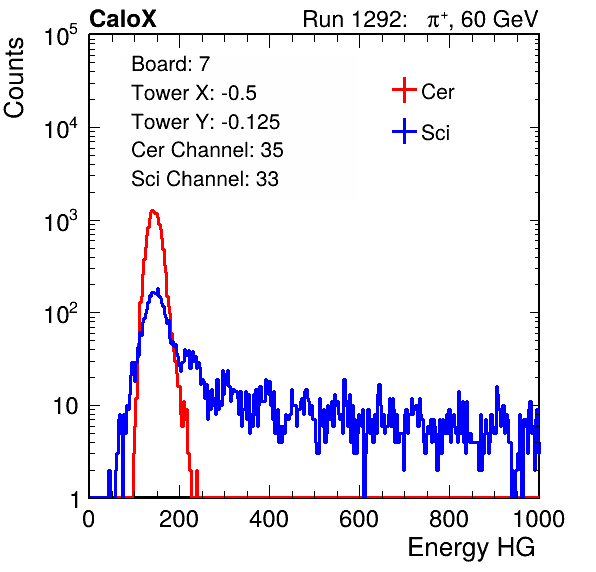 CaloX Run 1292: π⁺, 60 GeV
Counts
10⁵
10⁴
10³
10²
10
1
Board: 7
Tower X: -0.5
Tower Y: -0.125
Cer Channel: 35
Sci Channel: 33
Cer
Sci
0 200 400 600 800 1000
Energy HG